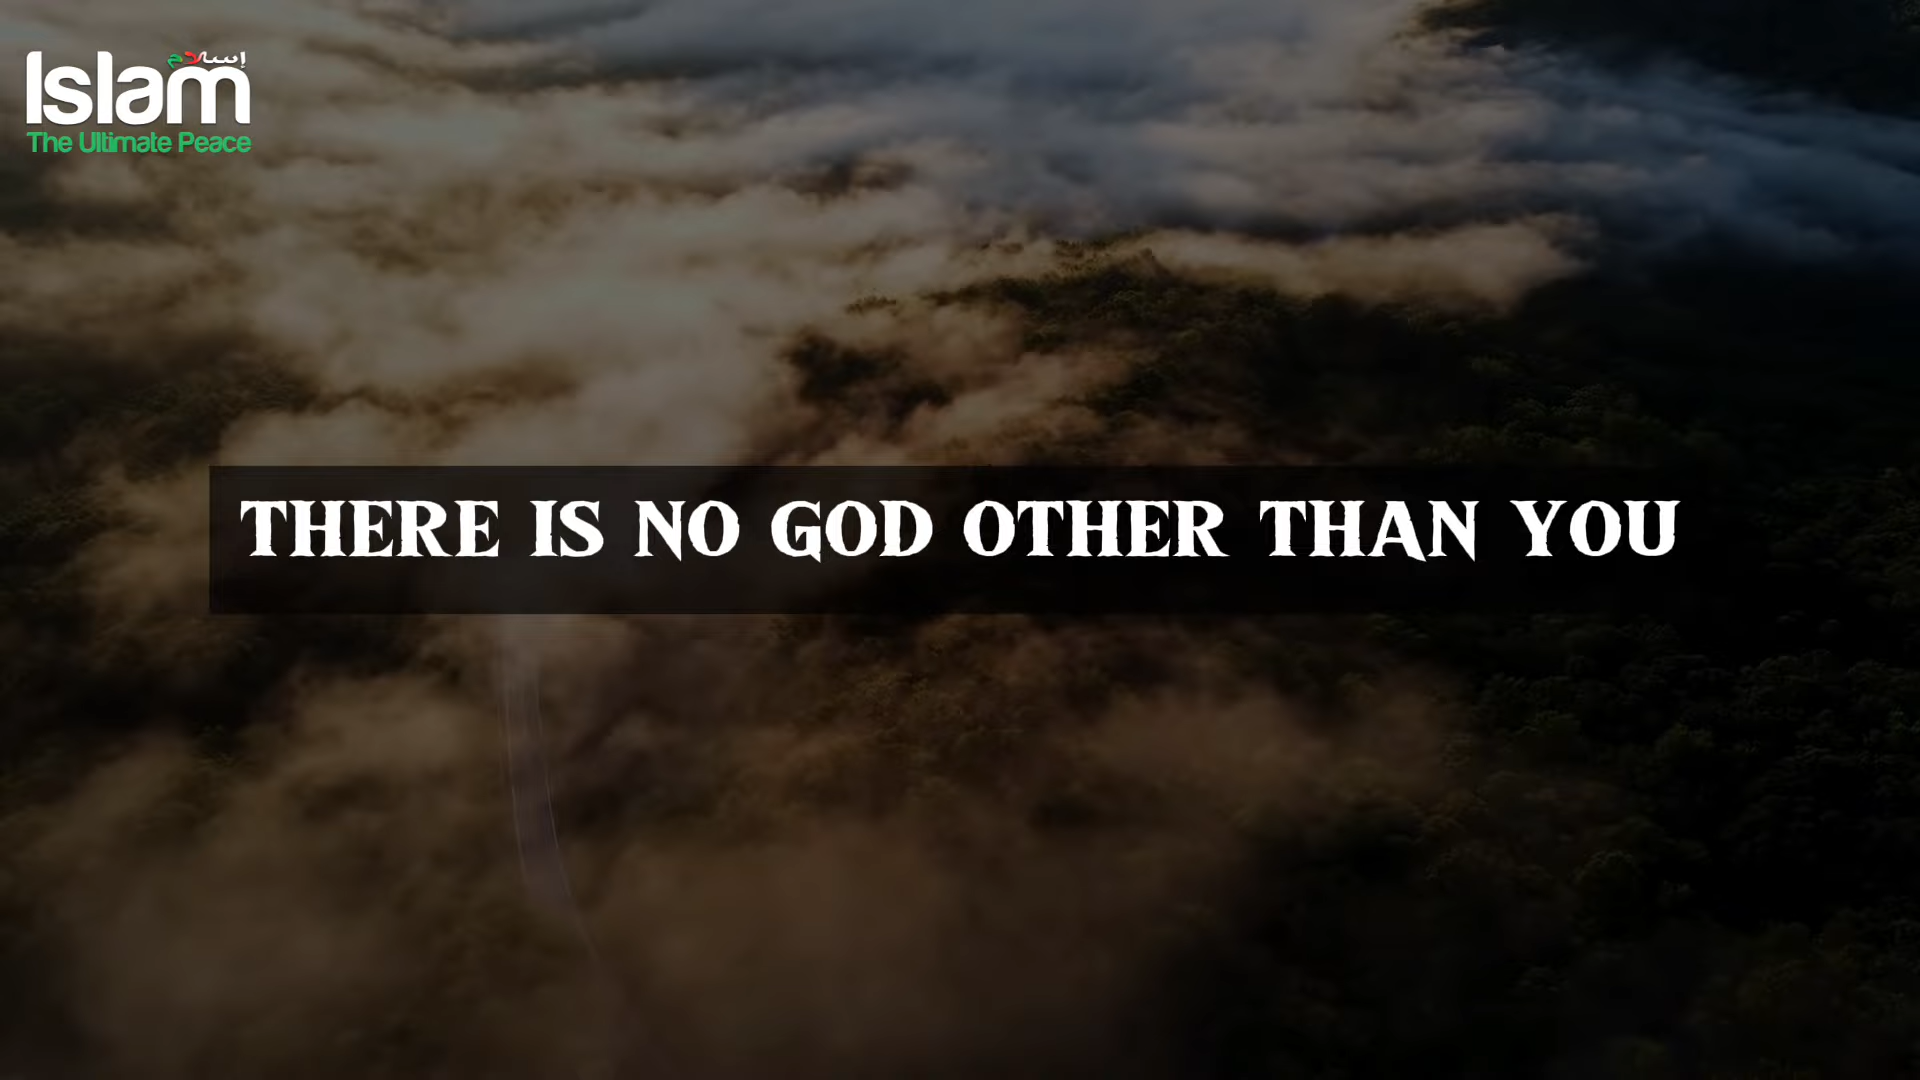 إسلام
Islam
The Ultimate Peace
THERE IS NO GOD OTHER THAN YOU